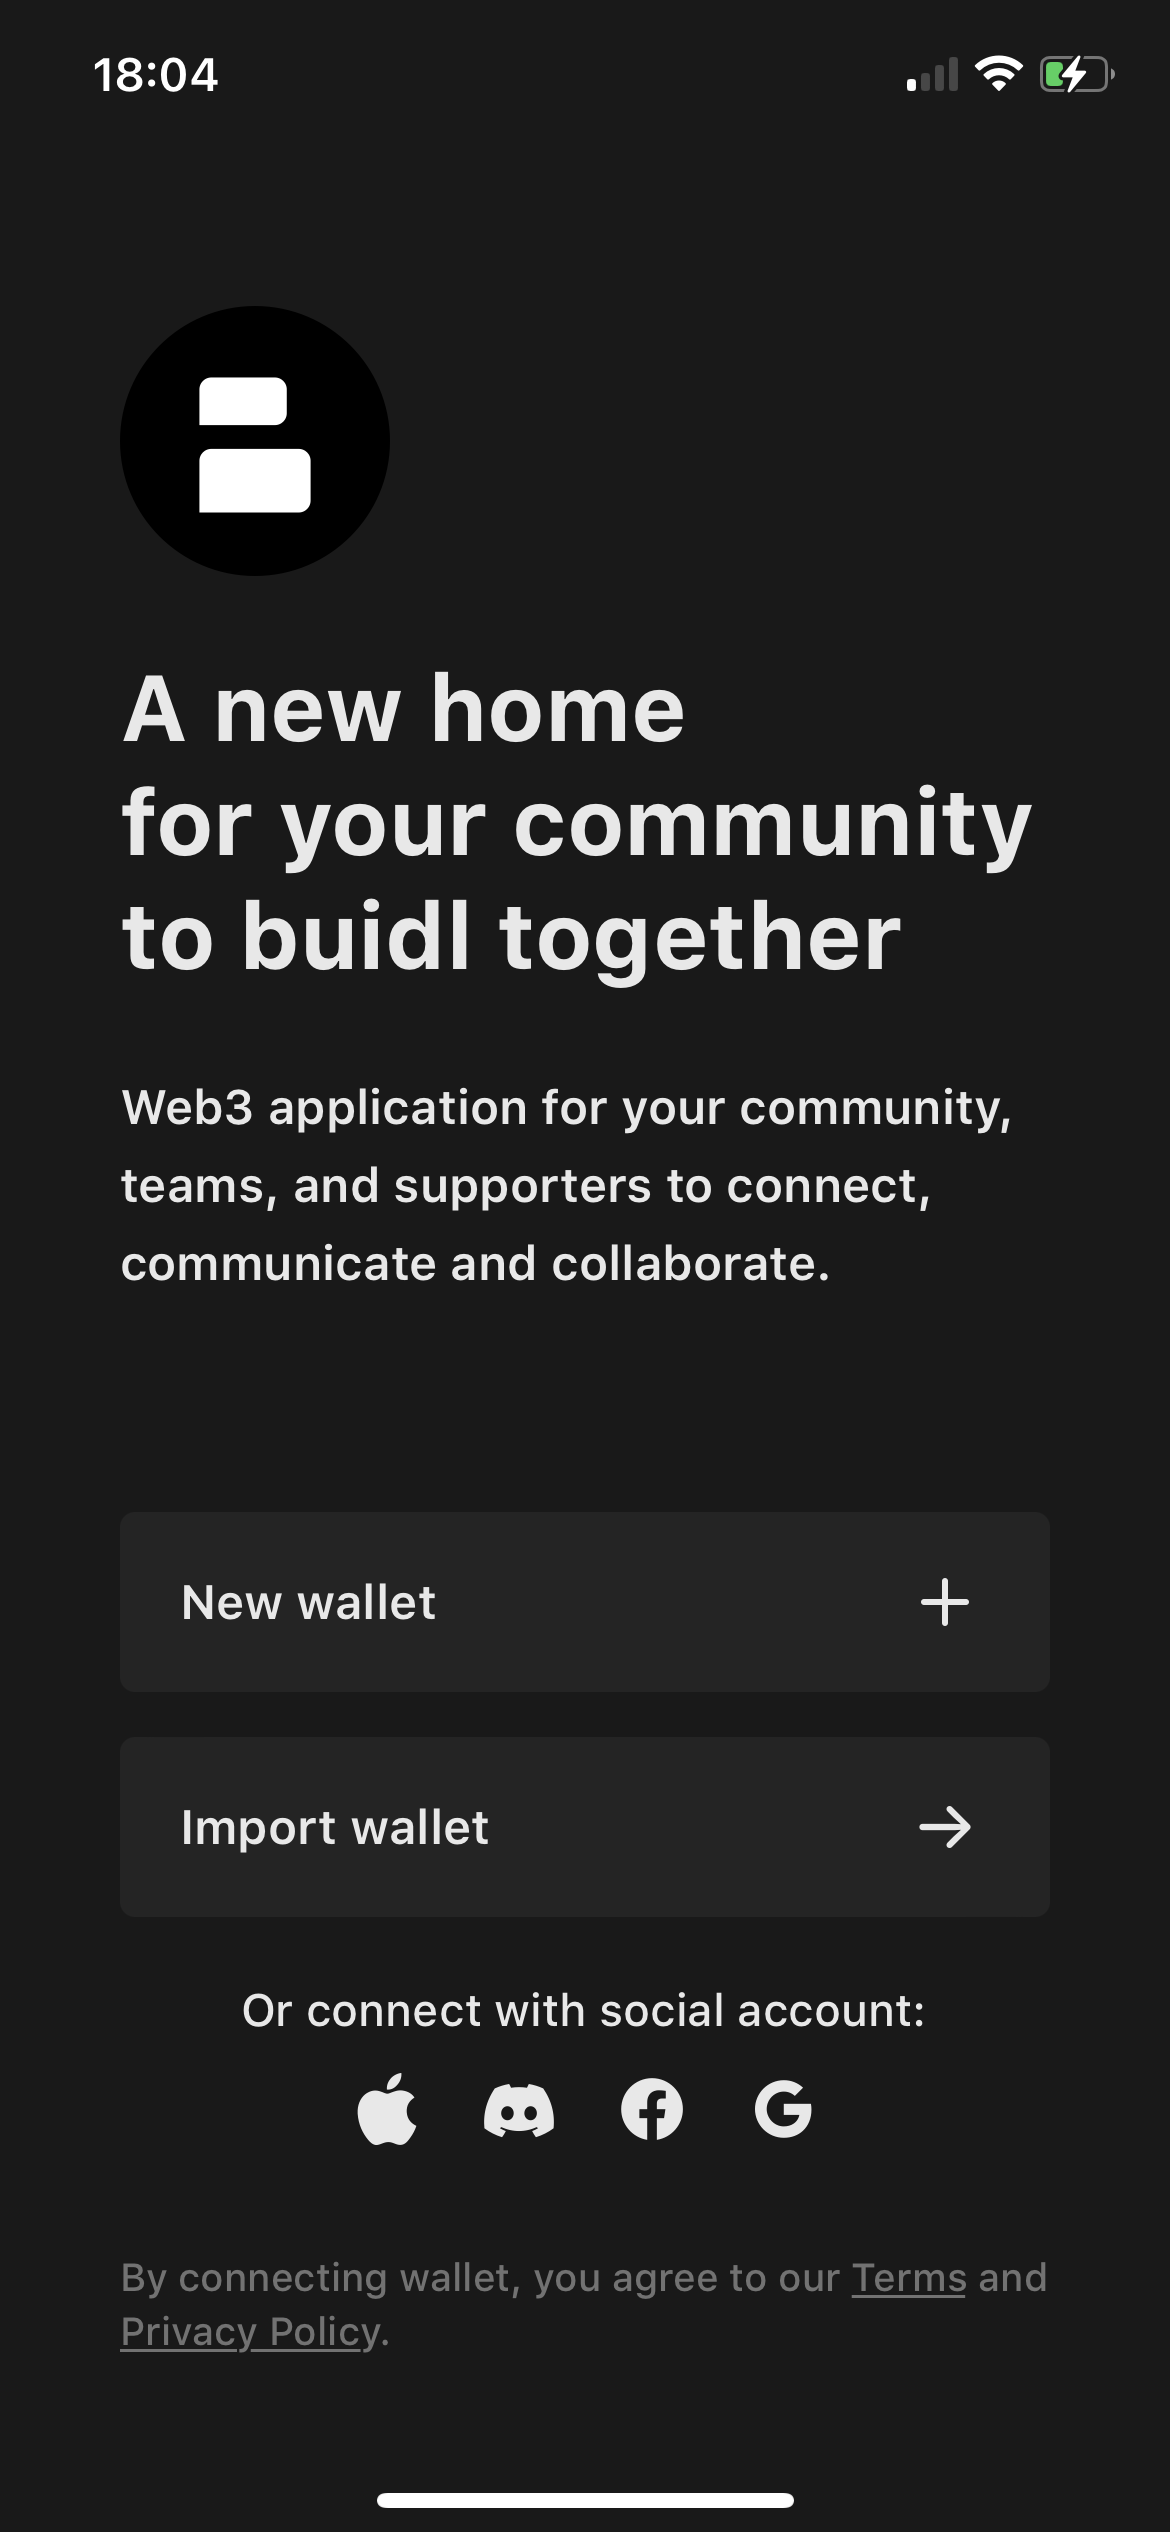 18:04
A new home
for your community
to buidl together
Web3 application for your community,
teams, and supporters to connect,
communicate and collaborate.
New wallet
Import wallet
Or connect with social account:
By connecting wallet, you agree to our Terms and
Privacy Policy.